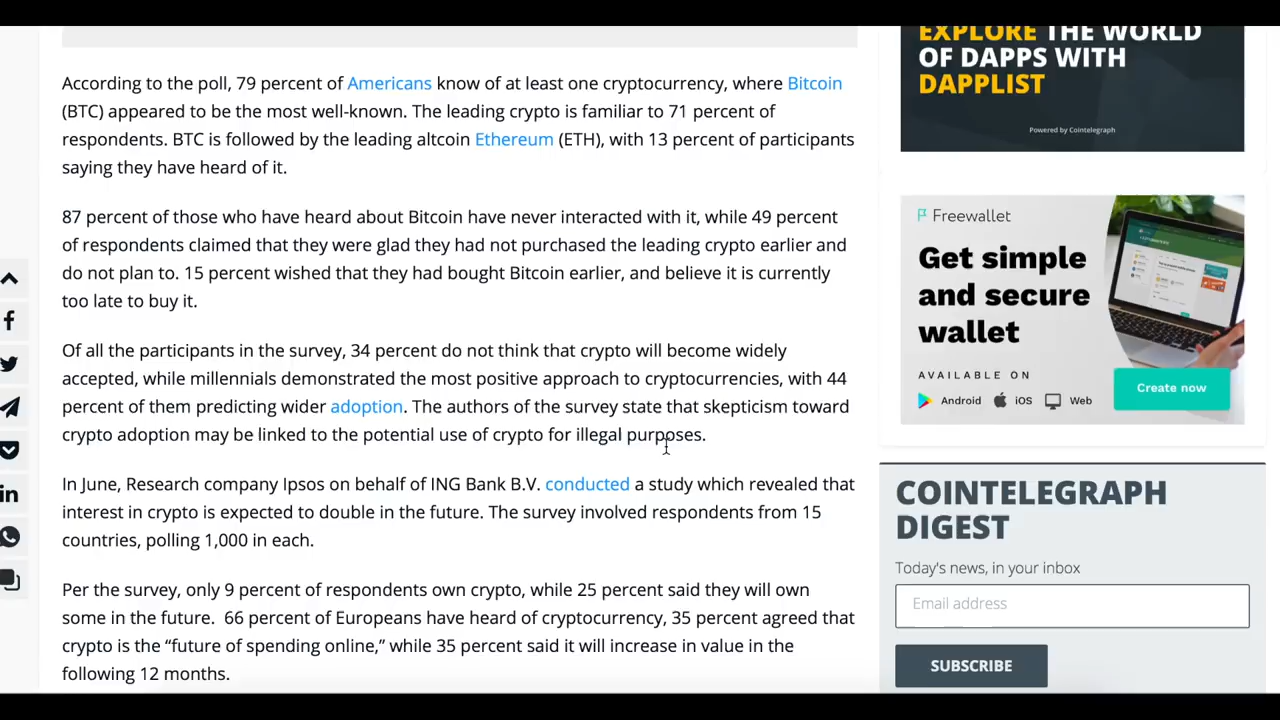 According to the poll, 79 percent of Americans know of at least one cryptocurrency, where Bitcoin
(BTC) appeared to be the most well-known. The leading crypto is familiar to 71 percent of
respondents. BTC is followed by the leading altcoin Ethereum (ETH), with 13 percent of participants
saying they have heard of it.
87 percent of those who have heard about Bitcoin have never interacted with it, while 49 percent
of respondents claimed that they were glad they had not purchased the leading crypto earlier and
do not plan to. 15 percent wished that they had bought Bitcoin earlier, and believe it is currently
too late to buy it.
Of all the participants in the survey, 34 percent do not think that crypto will become widely
accepted, while millennials demonstrated the most positive approach to cryptocurrencies, with 44
percent of them predicting wider adoption. The authors of the survey state that skepticism toward
crypto adoption may be linked to the potential use of crypto for illegal purposes.
In June, Research company Ipsos on behalf of ING Bank B.V. conducted a study which revealed that
interest in crypto is expected to double in the future. The survey involved respondents from 15
countries, polling 1,000 in each.
Per the survey, only 9 percent of respondents own crypto, while 25 percent said they will own
some in the future.  66 percent of Europeans have heard of cryptocurrency, 35 percent agreed that
crypto is the “future of spending online,” while 35 percent said it will increase in value in the
following 12 months.
EXPLORE THE WORLD
OF DAPPS WITH
DAPPLIST
Powered by Cointelegraph
Freewallet
Get simple
and secure
wallet
AVAILABLE ON
Android iOS Web
Create now
COINTELEGRAPH
DIGEST
Today's news, in your inbox
Email address
SUBSCRIBE